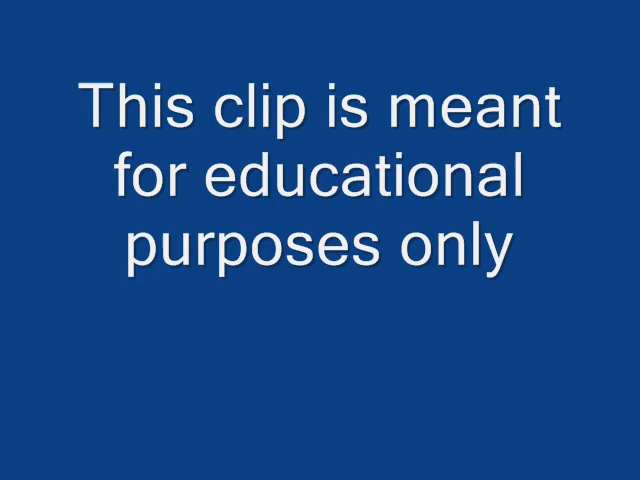 This clip is meant
for educational
purposes only